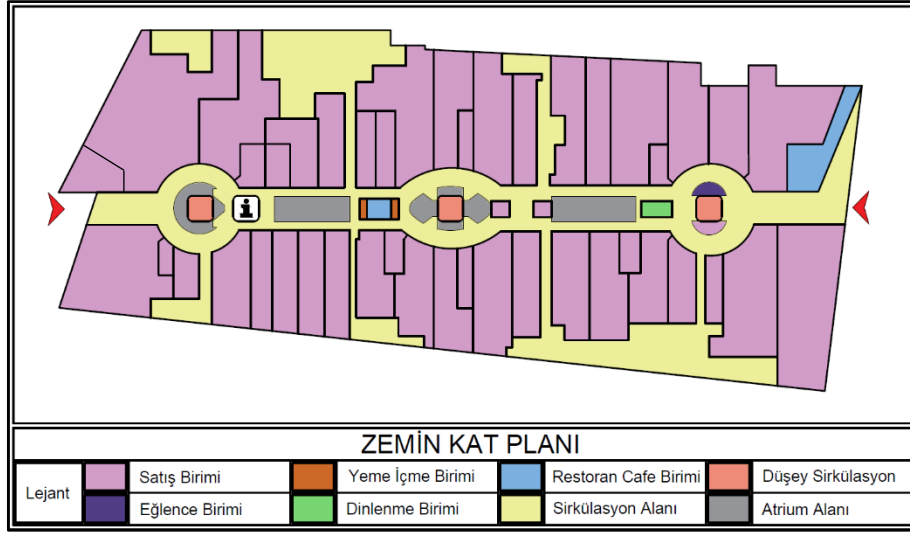 i
ZEMİN KAT PLANI
Lejant
Satış Birimi
Yeme İçme Birimi
Restoran Cafe Birimi
Düşey Sirkülasyon
Eğlence Birimi
Dinlenme Birimi
Sirkülasyon Alanı
Atrium Alanı